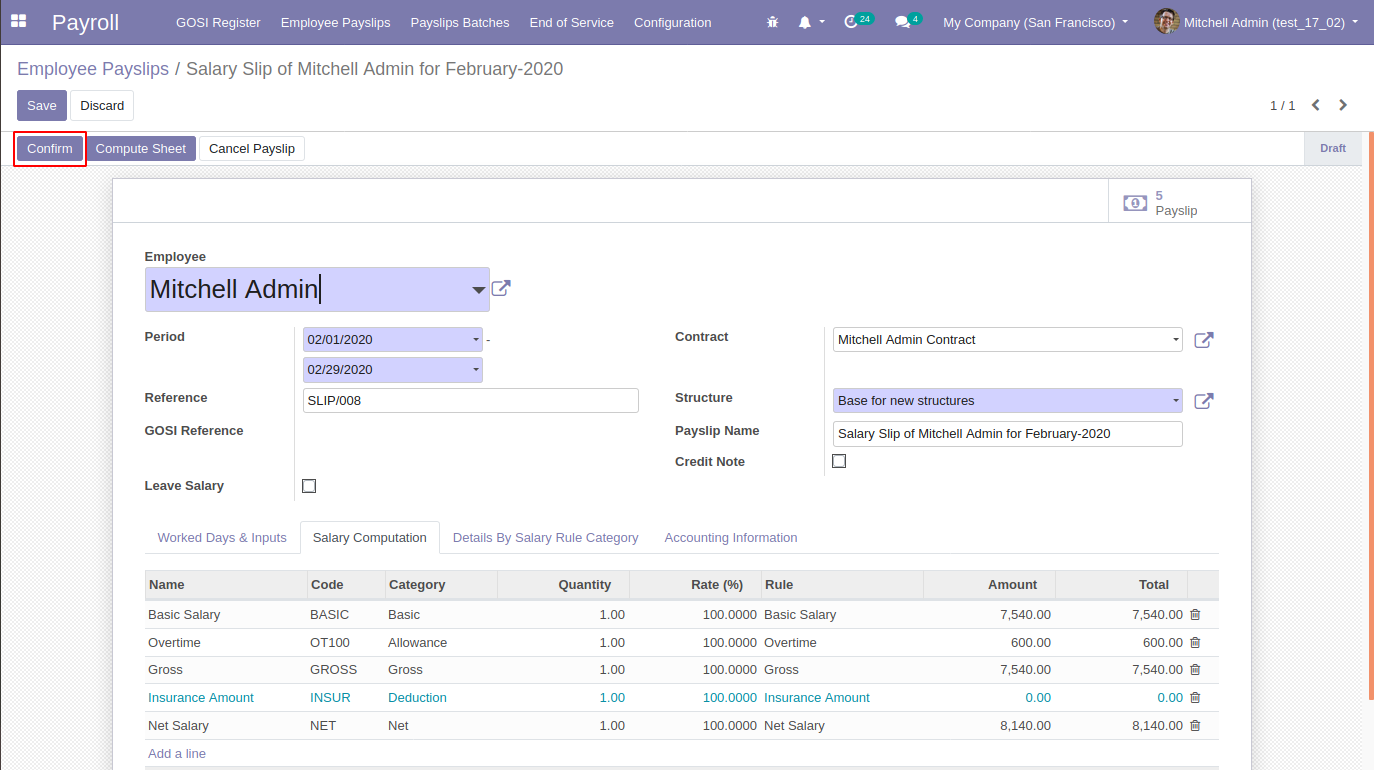 Payroll GOSI Register Employee Payslips Payslips Batches End of Service Configuration 24 4 My Company (San Francisco) Mitchell Admin (test_17_02)
Employee Payslips / Salary Slip of Mitchell Admin for February-2020
Save Discard 1 / 1
Confirm Compute Sheet Cancel Payslip Draft
5
Payslip
Employee
Mitchell Admin
Period 02/01/2020 - Contract Mitchell Admin Contract
02/29/2020
Reference SLIP/008 Structure Base for new structures
GOSI Reference Payslip Name Salary Slip of Mitchell Admin for February-2020
Credit Note
Leave Salary
Worked Days & Inputs Salary Computation Details By Salary Rule Category Accounting Information
Name Code Category Quantity Rate (%) Rule Amount Total
Basic Salary BASIC Basic 1.00 100.0000 Basic Salary 7,540.00 7,540.00
Overtime OT100 Allowance 1.00 100.0000 Overtime 600.00 600.00
Gross GROSS Gross 1.00 100.0000 Gross 7,540.00 7,540.00
Insurance Amount INSUR Deduction 1.00 100.0000 Insurance Amount 0.00 0.00
Net Salary NET Net 1.00 100.0000 Net Salary 8,140.00 8,140.00
Add a line